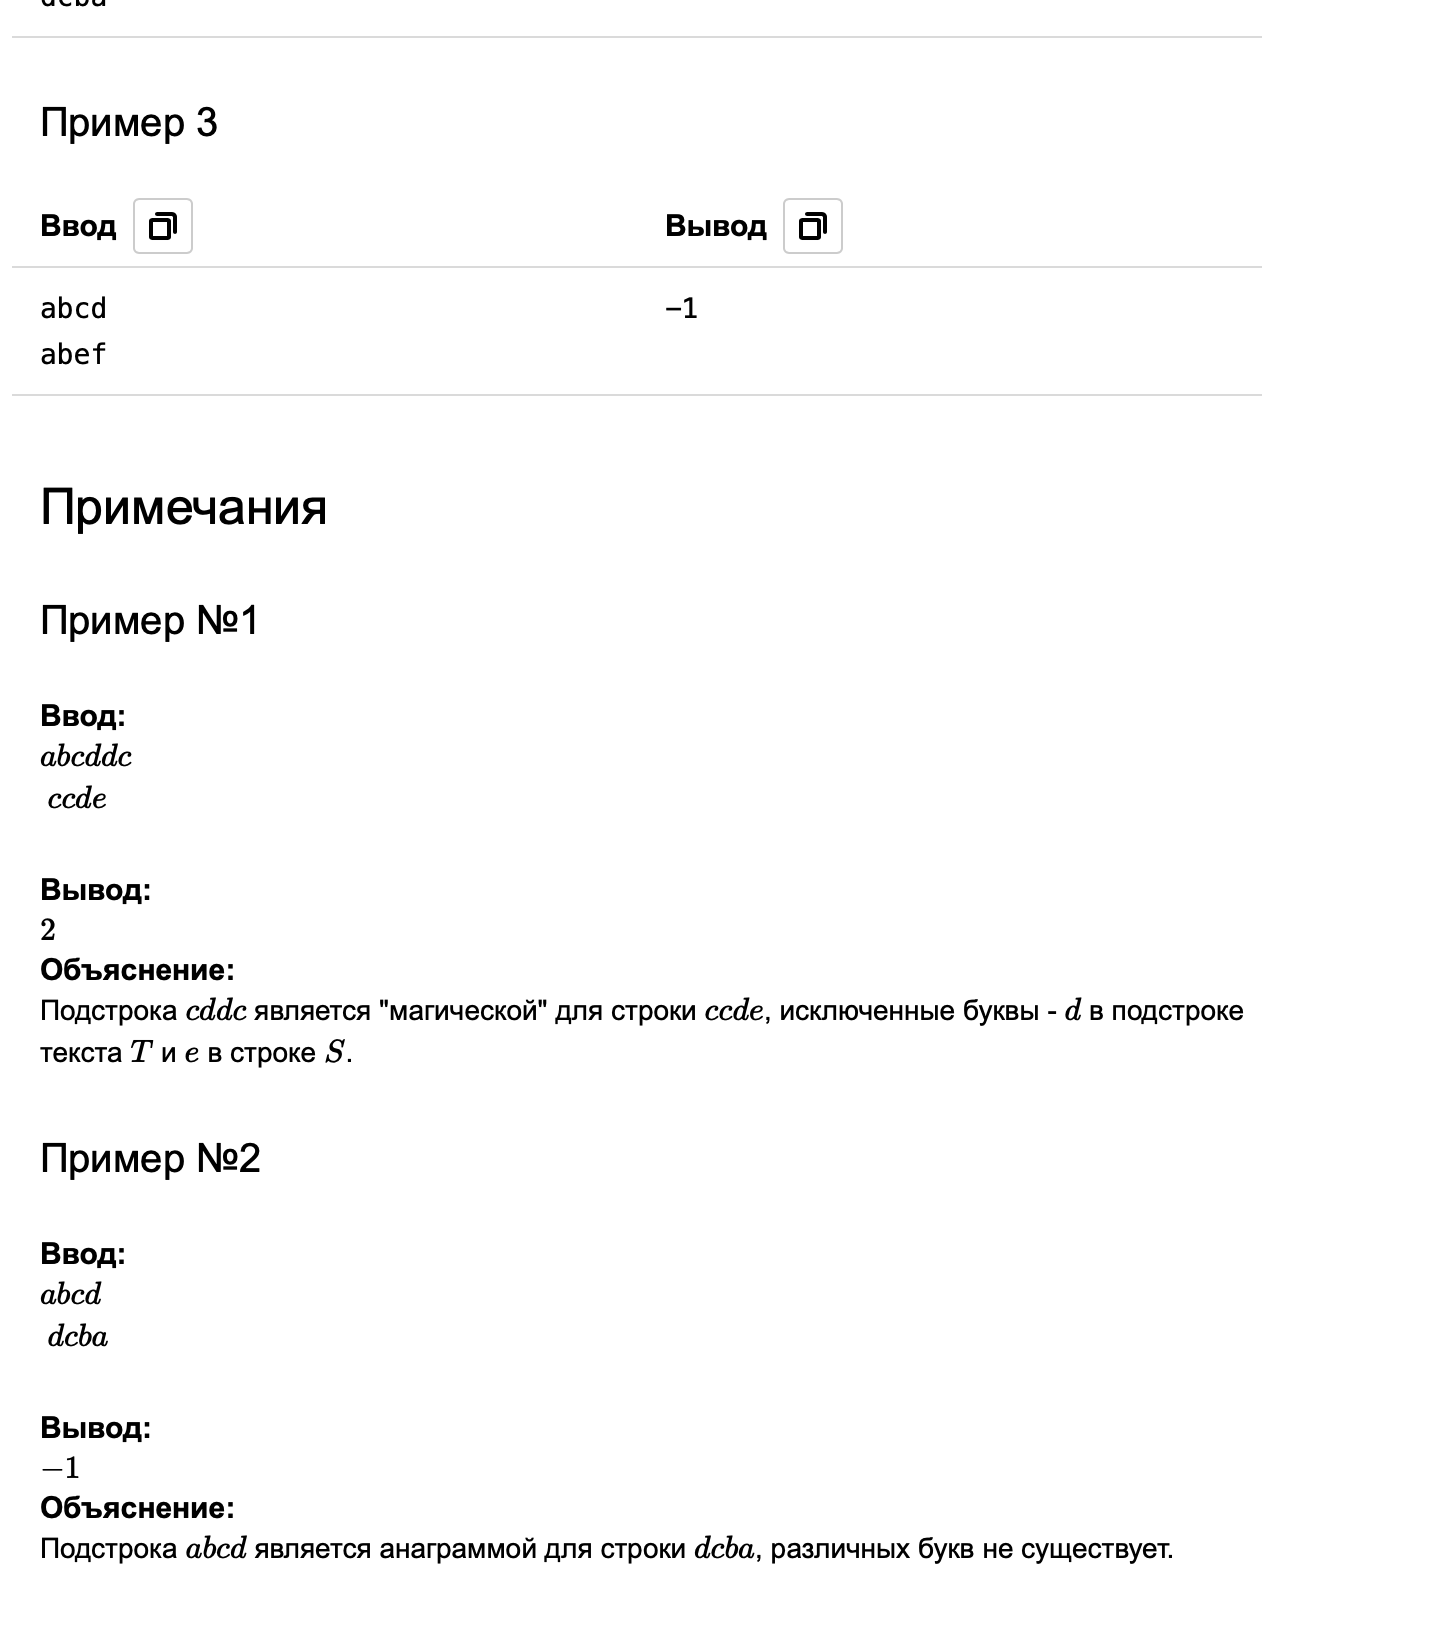 Пример 3
Ввод Вывод
abcd -1
abef
Примечания
Пример №1
Ввод:
abcddc
ccde
Вывод:
2
Объяснение:
Подстрока cddc является "магической" для строки ccde, исключенные буквы - d в подстроке
текста T и e в строке S.
Пример №2
Ввод:
abcd
dcba
Вывод:
−1
Объяснение:
Подстрока abcd является анаграммой для строки dcba, различных букв не существует.